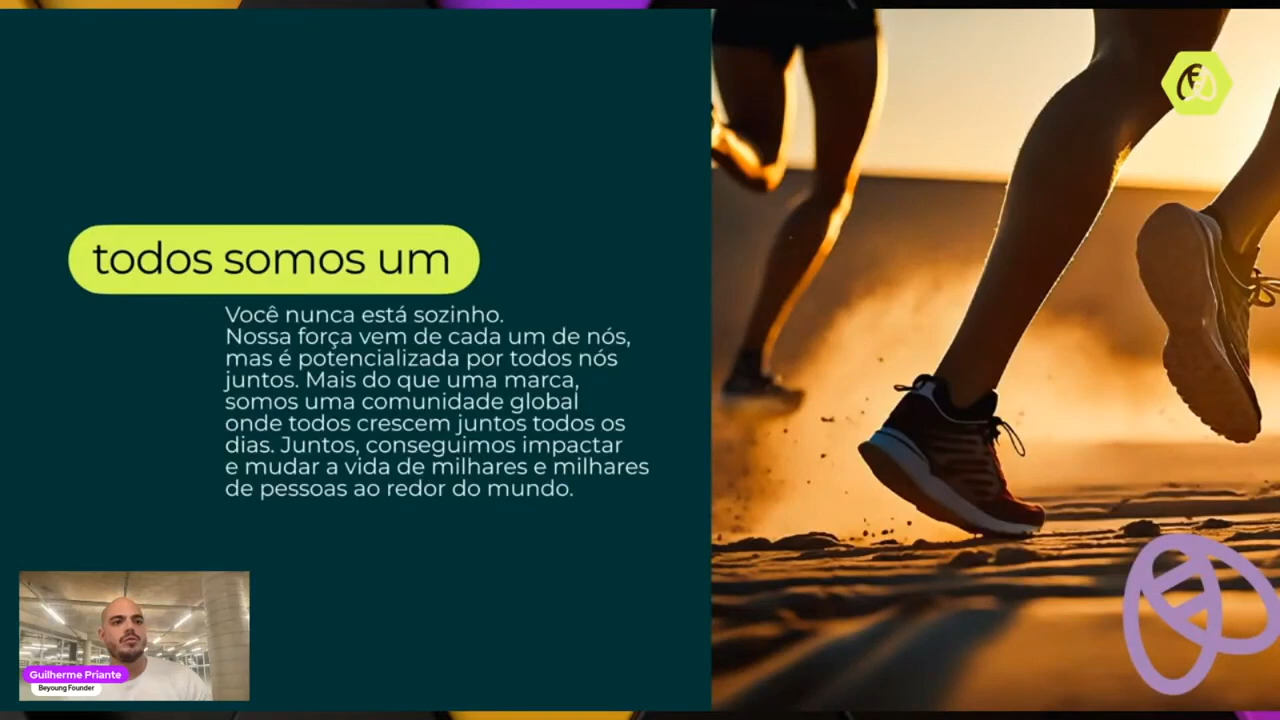 todos somos um
Você nunca está sozinho.
Nossa força vem de cada um de nós,
mas é potencializada por todos nós
juntos. Mais do que uma marca,
somos uma comunidade global
onde todos crescem juntos todos os
dias. Juntos, conseguimos impactar
e mudar a vida de milhares e milhares
de pessoas ao redor do mundo.
Guilherme Priante
Beyoung Founder